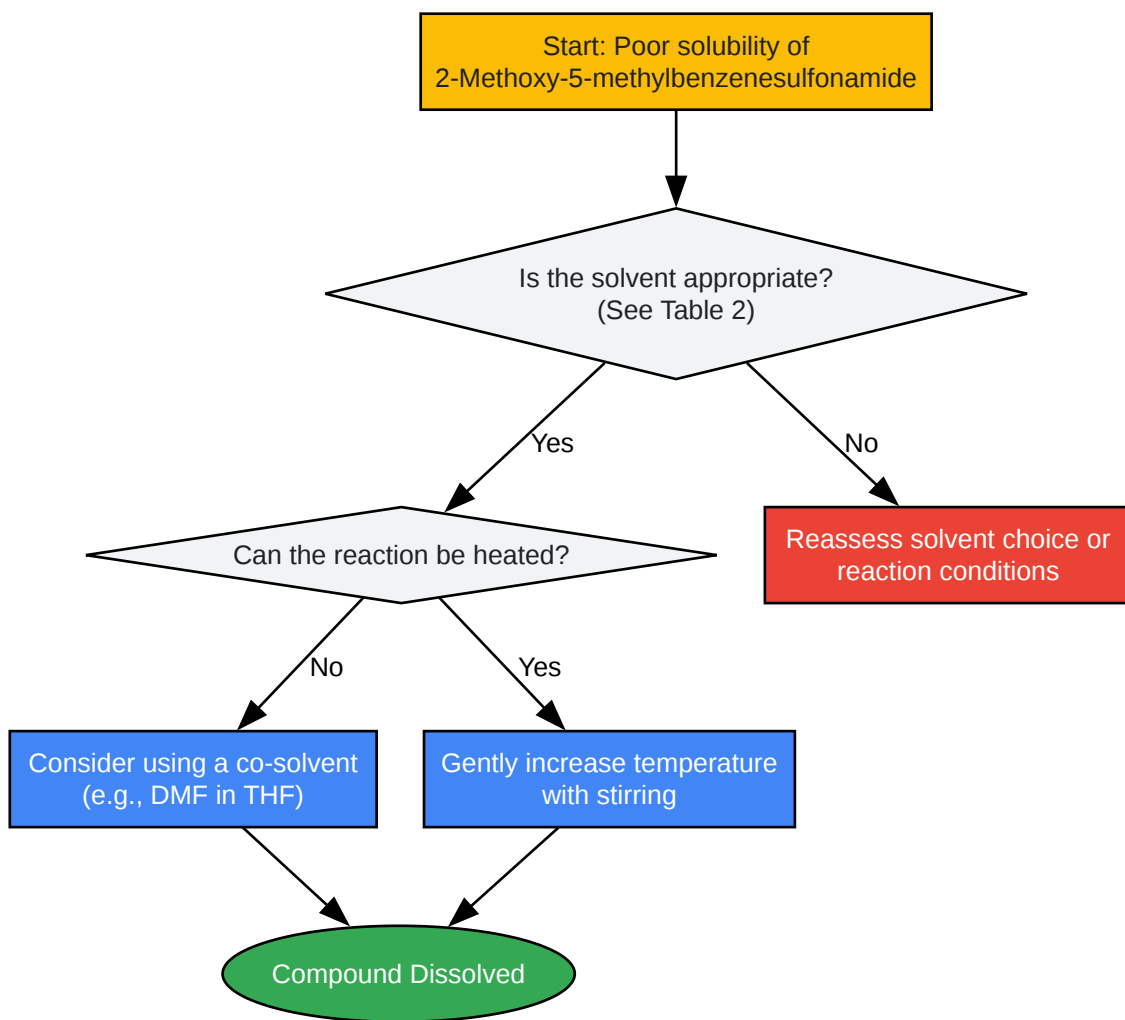 Start: Poor solubility of
2-Methoxy-5-methylbenzenesulfonamide
Is the solvent appropriate?
(See Table 2)
Yes
No
Can the reaction be heated?
Reassess solvent choice or
reaction conditions
No
Yes
Consider using a co-solvent
(e.g., DMF in THF)
Gently increase temperature
with stirring
Compound Dissolved